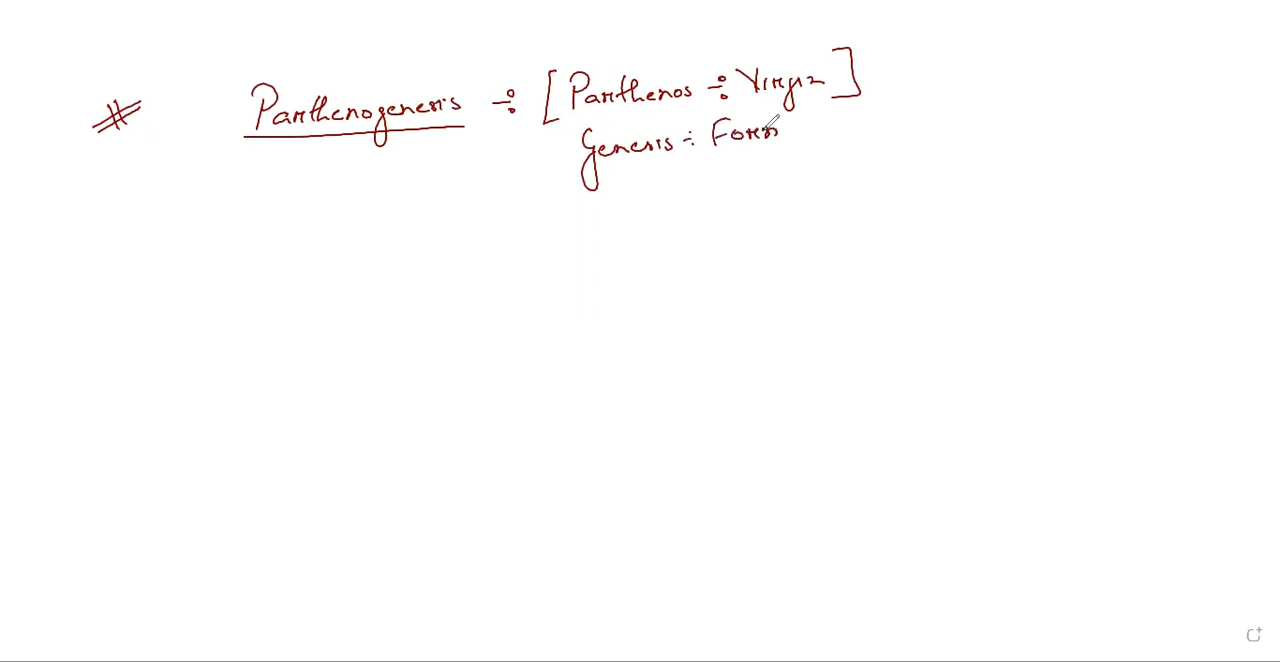 # Parthenogenesis ÷ [Parthenos ÷ Virgin]
Genesis ÷ Form